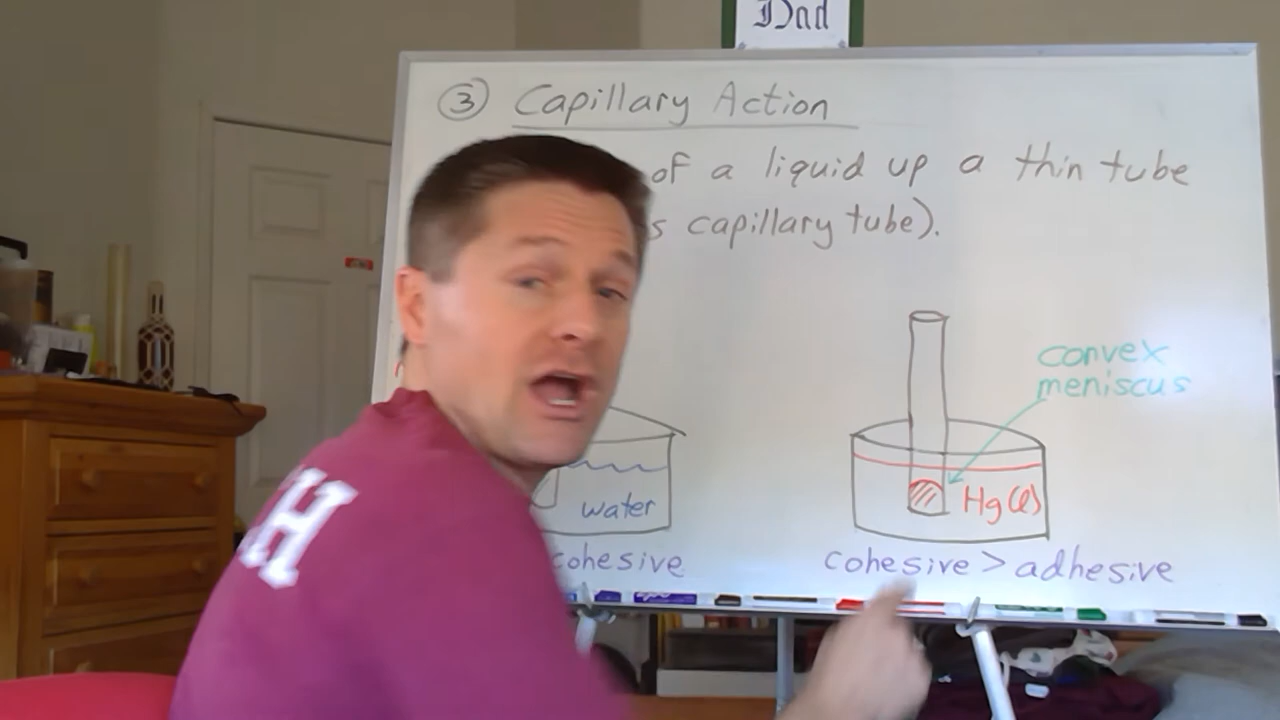 Dad
③ Capillary Action
of a liquid up a thin tube
s capillary tube).
convex
meniscus
water
Hg(l)
cohesive
cohesive > adhesive
H